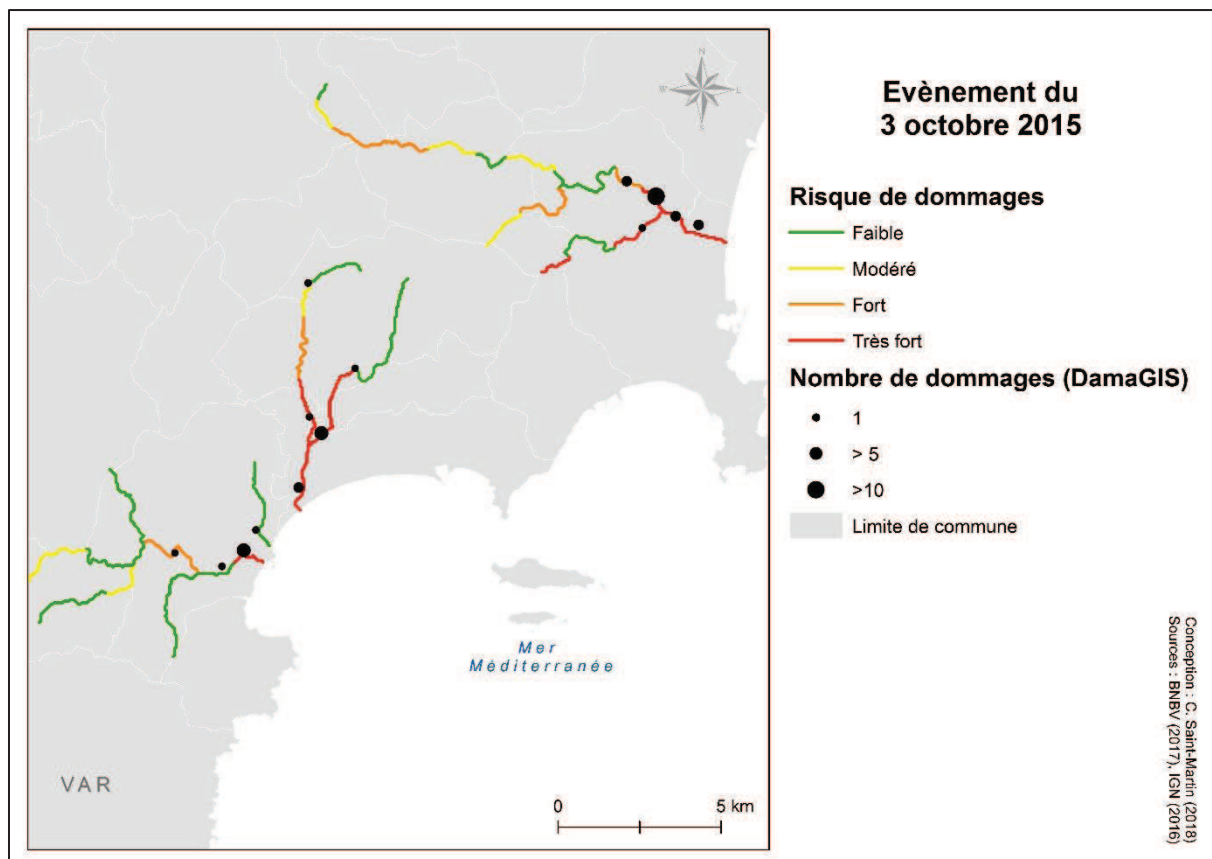 Evènement du
3 octobre 2015
N
W
E
S
Risque de dommages
Faible
Modéré
Fort
Très fort
Nombre de dommages (DamaGIS)
1
> 5
>10
Limite de commune
Mer
Méditerranée
VAR
0
5 km
Conception : C. Saint-Martin (2018)
Sources : BNBV (2017), IGN (2016)